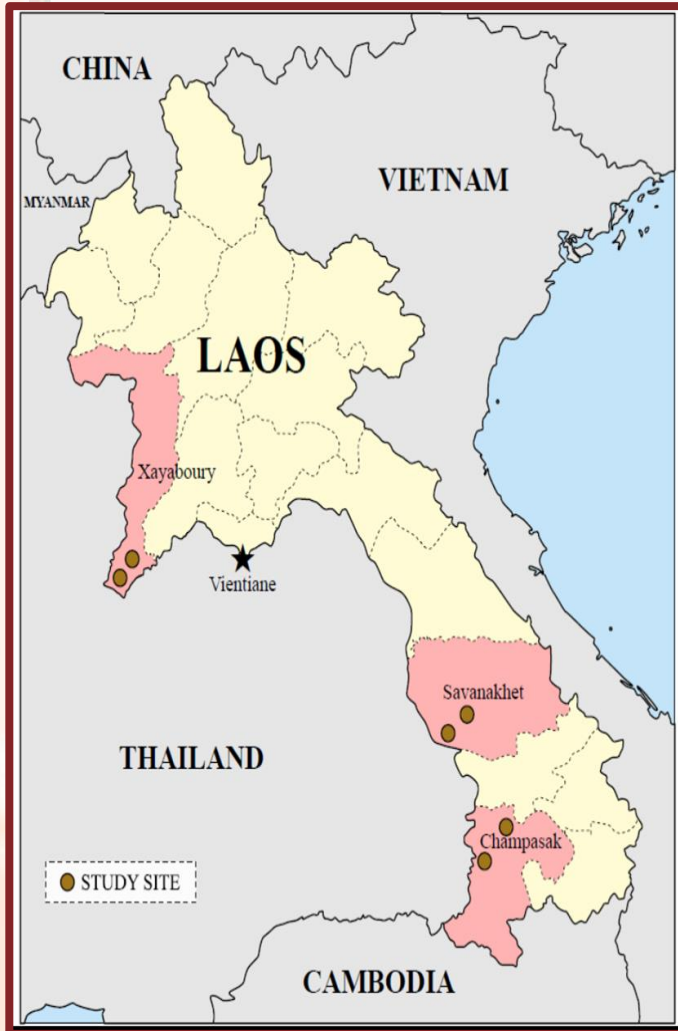 CHINA
VIETNAM
MYANMAR
LAOS
Xayaboury
Vientiane
Savanakhet
THAILAND
Champasak
STUDY SITE
CAMBODIA